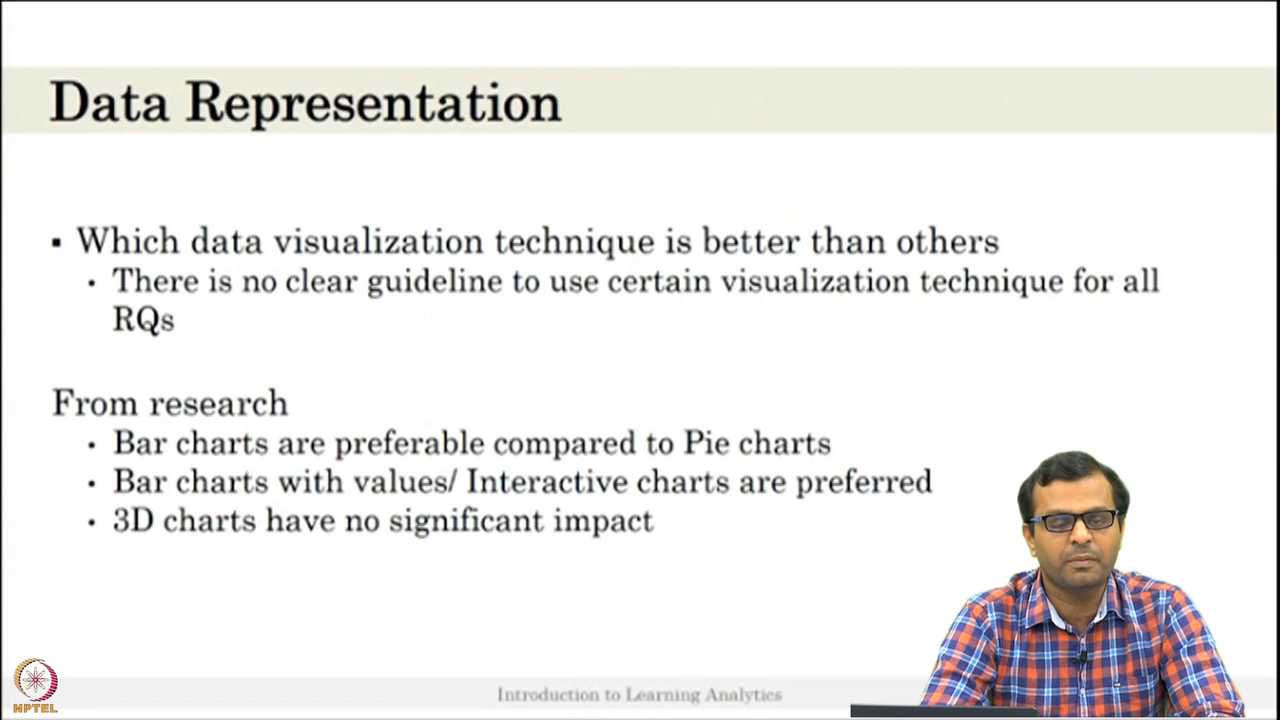 Data Representation
▪ Which data visualization technique is better than others
• There is no clear guideline to use certain visualization technique for all
RQs
From research
• Bar charts are preferable compared to Pie charts
• Bar charts with values/ Interactive charts are preferred
• 3D charts have no significant impact
NPTEL
Introduction to Learning Analytics